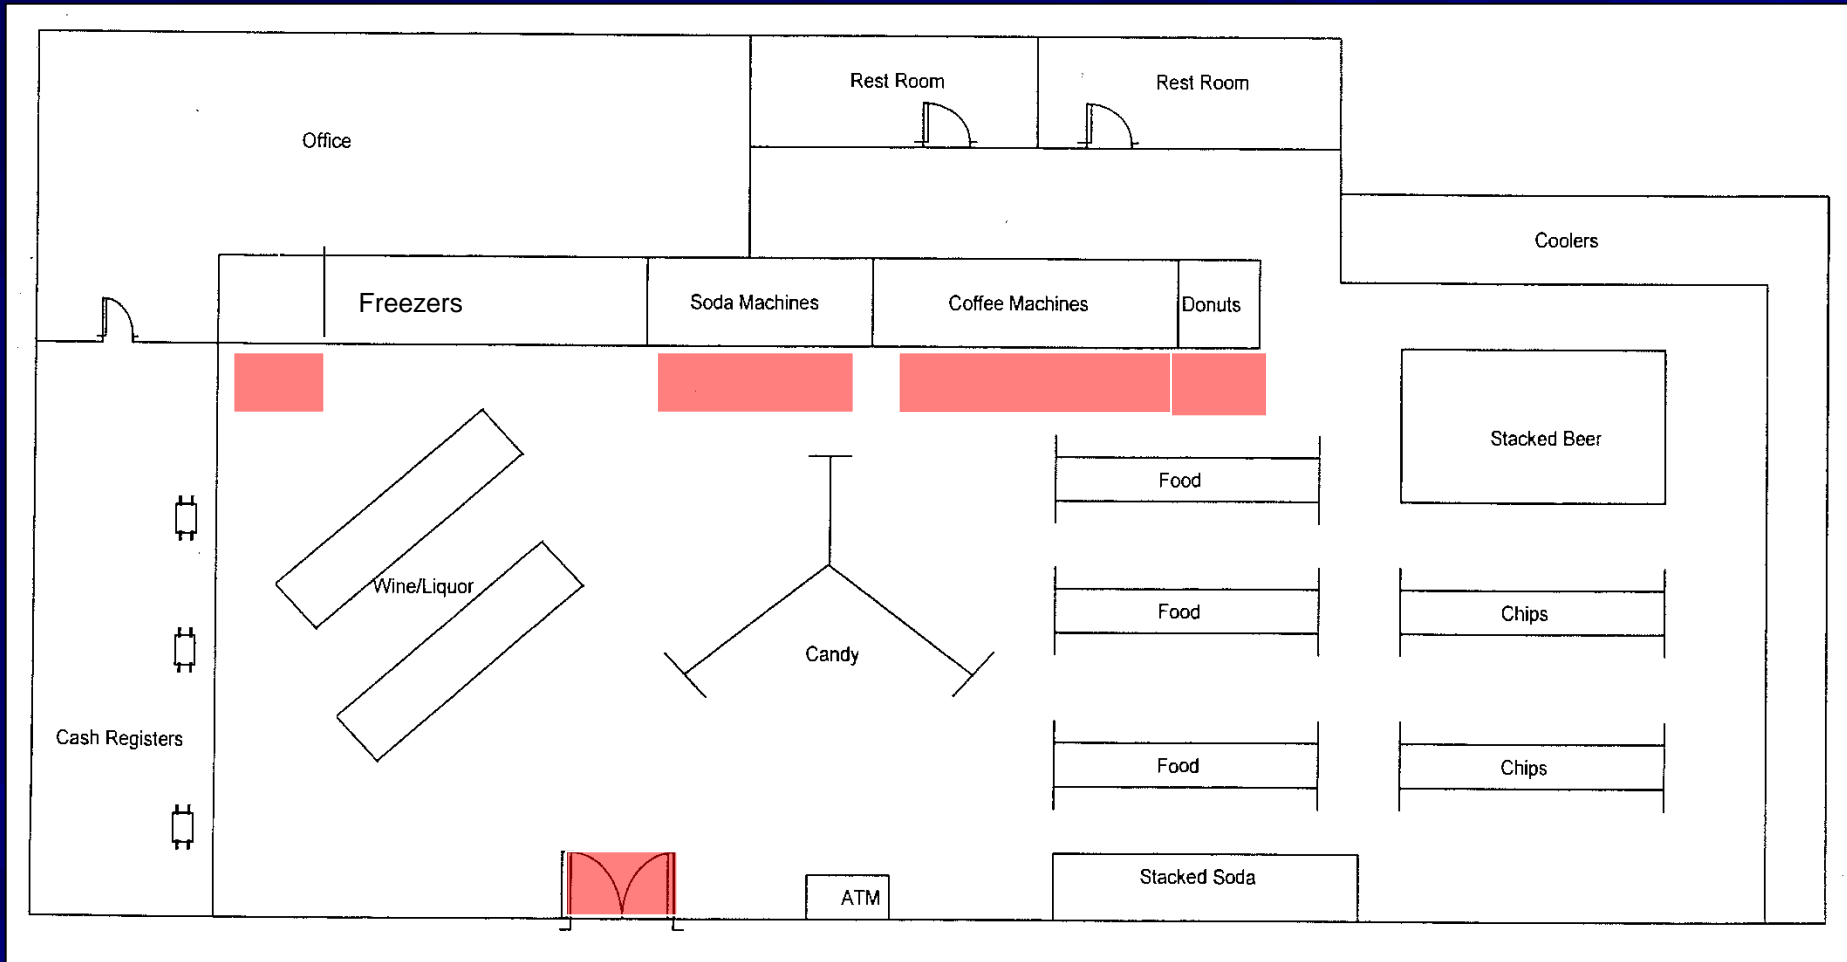 Rest Room
Rest Room
Office
Coolers
Freezers
Soda Machines
Coffee Machines
Donuts
Stacked Beer
Food
Wine/Liquor
Food
Chips
Candy
Cash Registers
Food
Chips
Stacked Soda
ATM